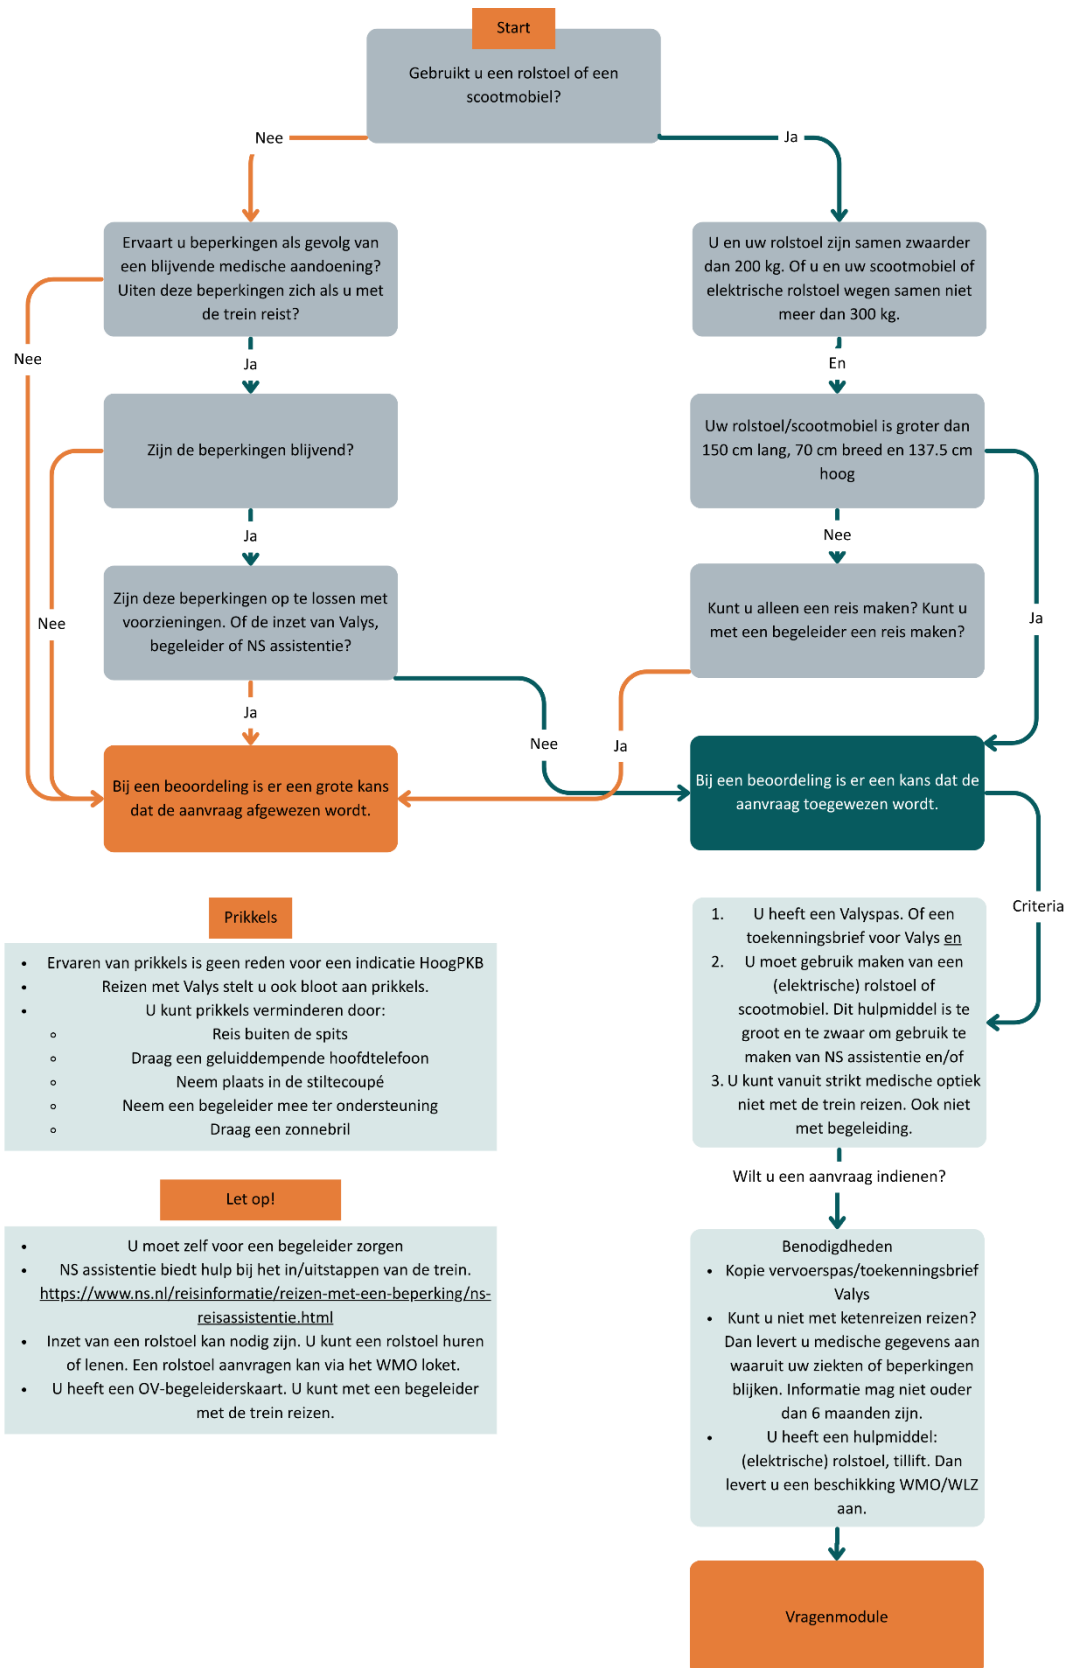 Start
Gebruikt u een rolstoel of een
scootmobiel?
Nee
Ja
Ervaart u beperkingen als gevolg van
een blijvende medische aandoening?
Uiten deze beperkingen zich als u met
de trein reist?
U en uw rolstoel zijn samen zwaarder
dan 200 kg. Of u en uw scootmobiel of
elektrische rolstoel wegen samen niet
meer dan 300 kg.
Nee
Ja
En
Zijn de beperkingen blijvend?
Uw rolstoel/scootmobiel is groter dan
150 cm lang, 70 cm breed en 137.5 cm
hoog
Ja
Nee
Zijn deze beperkingen op te lossen met
voorzieningen. Of de inzet van Valys,
begeleider of NS assistentie?
Nee
Kunt u alleen een reis maken? Kunt u
met een begeleider een reis maken?
Ja
Ja
Nee
Ja
Bij een beoordeling is er een grote kans
dat de aanvraag afgewezen wordt.
Bij een beoordeling is er een kans dat de
aanvraag toegewezen wordt.
Criteria
Prikkels
• Ervaren van prikkels is geen reden voor een indicatie HoogPKB
• Reizen met Valys stelt u ook bloot aan prikkels.
• U kunt prikkels verminderen door:
◦ Reis buiten de spits
◦ Draag een geluiddempende hoofdtelefoon
◦ Neem plaats in de stiltecoupé
◦ Neem een begeleider mee ter ondersteuning
◦ Draag een zonnebril
1. U heeft een Valyspas. Of een
toekenningsbrief voor Valys en
2. U moet gebruik maken van een
(elektrische) rolstoel of
scootmobiel. Dit hulpmiddel is te
groot en te zwaar om gebruik te
maken van NS assistentie en/of
3. U kunt vanuit strikt medische optiek
niet met de trein reizen. Ook niet
met begeleiding.
Wilt u een aanvraag indienen?
Let op!
• U moet zelf voor een begeleider zorgen
• NS assistentie biedt hulp bij het in/uitstappen van de trein.
https://www.ns.nl/reisinformatie/reizen-met-een-beperking/ns-
reisassistentie.html
• Inzet van een rolstoel kan nodig zijn. U kunt een rolstoel huren
of lenen. Een rolstoel aanvragen kan via het WMO loket.
• U heeft een OV-begeleiderskaart. U kunt met een begeleider
met de trein reizen.
Benodigdheden
• Kopie vervoerspas/toekenningsbrief
Valys
• Kunt u niet met ketenreizen reizen?
Dan levert u medische gegevens aan
waaruit uw ziekten of beperkingen
blijken. Informatie mag niet ouder
dan 6 maanden zijn.
• U heeft een hulpmiddel:
(elektrische) rolstoel, tillift. Dan
levert u een beschikking WMO/WLZ
aan.
Vragenmodule